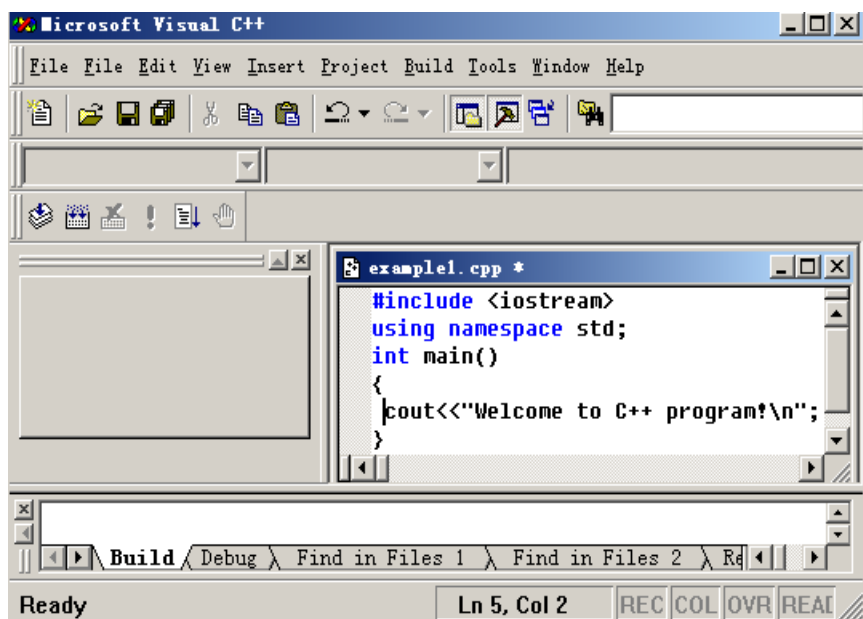 Microsoft Visual C++
File File Edit View Insert Project Build Tools Window Help
example1.cpp *
#include <iostream>
using namespace std;
int main()
{
cout<<"Welcome to C++ program!\n";
}
Build Debug Find in Files 1 Find in Files 2 Re
Ready Ln 5, Col 2 REC COL OVR READ